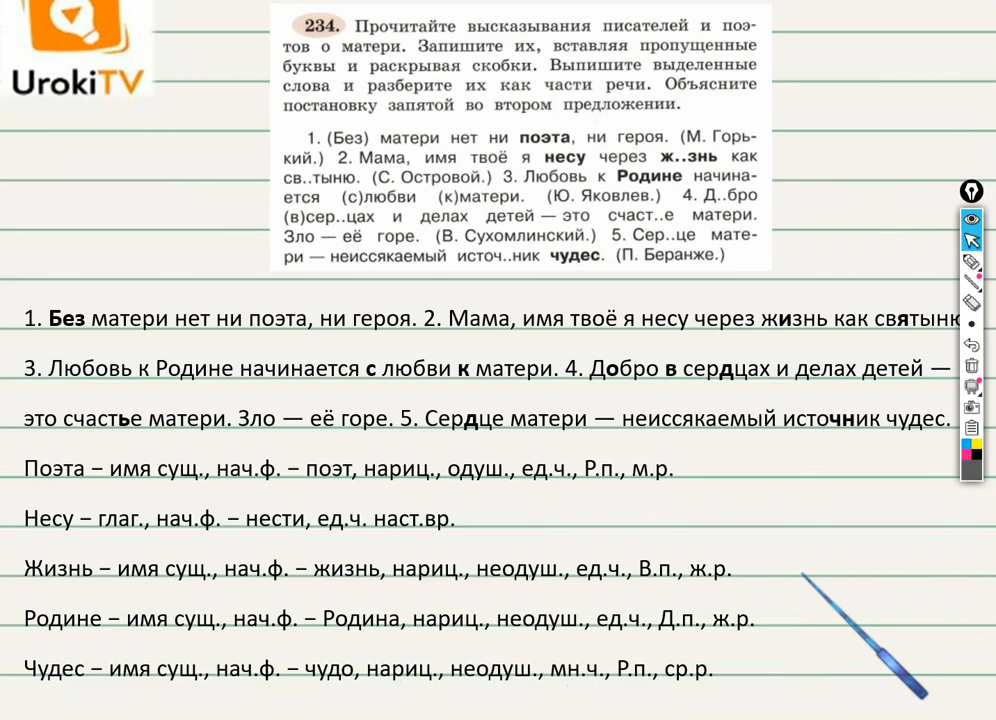 UrokiTV
234. Прочитайте высказывания писателей и поэ-
тов о матери. Запишите их, вставляя пропущенные
буквы и раскрывая скобки. Выпишите выделенные
слова и разберите их как части речи. Объясните
постановку запятой во втором предложении.
1. (Без) матери нет ни поэта, ни героя. (М. Горь-
кий.) 2. Мама, имя твоё я несу через ж..знь как
св..тыню. (С. Островой.) 3. Любовь к Родине начина-
ется (с)любви (к)матери. (Ю. Яковлев.) 4. Д..бро
(в)сер..цах и делах детей — это счаст..е матери.
Зло — её горе. (В. Сухомлинский.) 5. Сер..це мате-
ри — неиссякаемый источ..ник чудес. (П. Беранже.)
1. Без матери нет ни поэта, ни героя. 2. Мама, имя твоё я несу через жизнь как святын
3. Любовь к Родине начинается с любви к матери. 4. Добро в сердцах и делах детей —
это счастье матери. Зло — её горе. 5. Сердце матери — неиссякаемый источник чудес.
Поэта – имя сущ., нач.ф. – поэт, нариц., одуш., ед.ч., Р.п., м.р.
Несу – глаг., нач.ф. – нести, ед.ч. наст.вр.
Жизнь – имя сущ., нач.ф. – жизнь, нариц., неодуш., ед.ч., В.п., ж.р.
Родине – имя сущ., нач.ф. – Родина, нариц., неодуш., ед.ч., Д.п., ж.р.
Чудес – имя сущ., нач.ф. – чудо, нариц., неодуш., мн.ч., Р.п., ср.р.